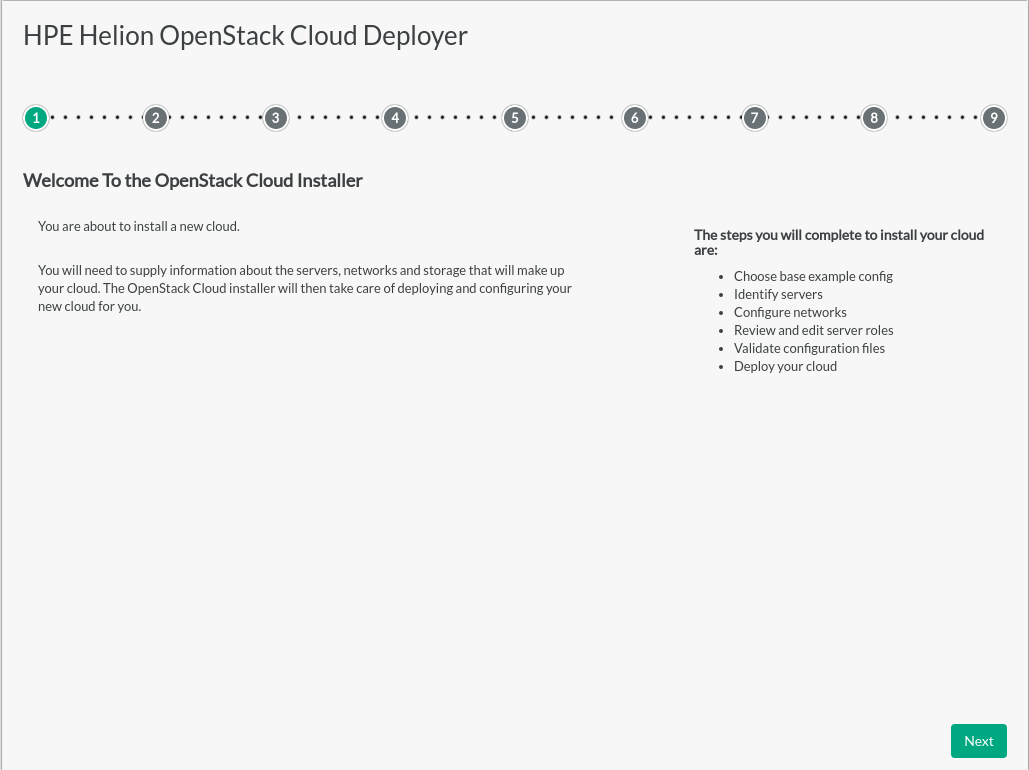 HPE Helion OpenStack Cloud Deployer
1 2 3 4 5 6 7 8 9
Welcome To the OpenStack Cloud Installer
You are about to install a new cloud.
You will need to supply information about the servers, networks and storage that will make up
your cloud. The OpenStack Cloud installer will then take care of deploying and configuring your
new cloud for you.
The steps you will complete to install your cloud
are:
• Choose base example config
• Identify servers
• Configure networks
• Review and edit server roles
• Validate configuration files
• Deploy your cloud
Next